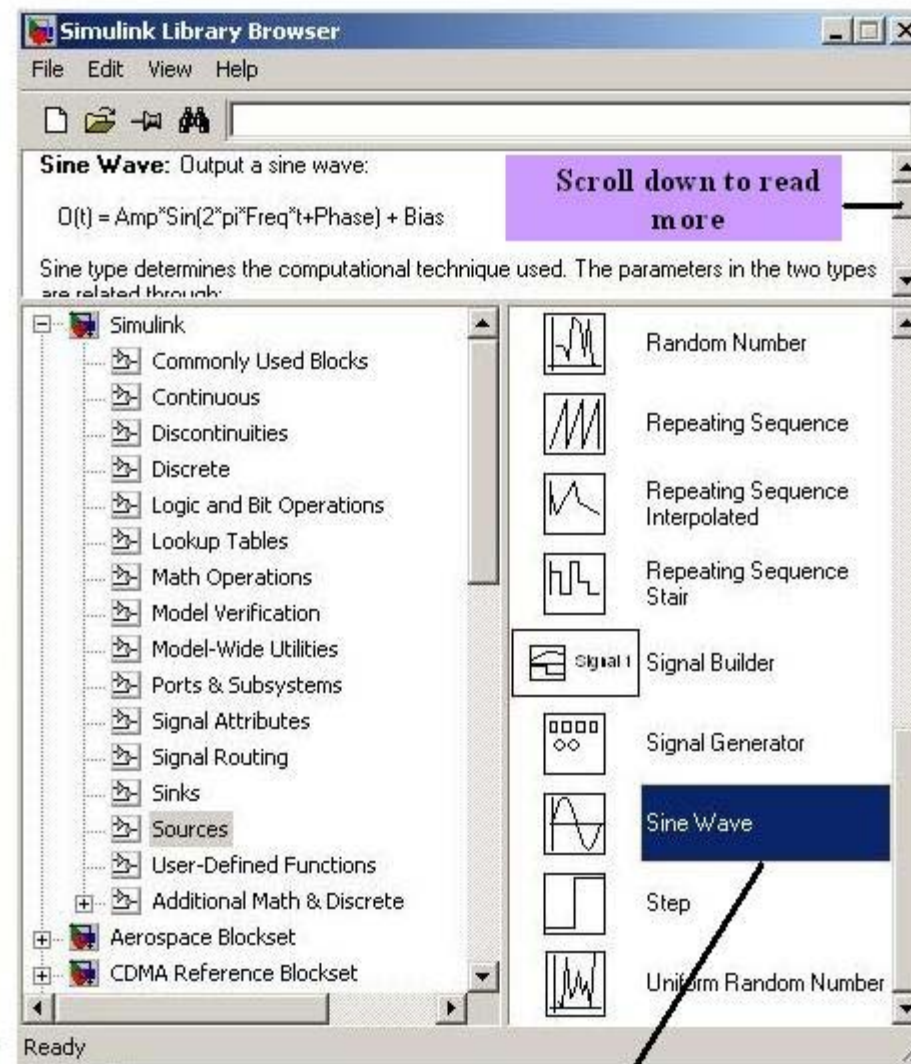 Simulink Library Browser
File Edit View Help
Sine Wave: Output a sine wave:
O(t) = Amp*Sin(2*pi*Freq*t+Phase) + Bias
Scroll down to read
more
Sine type determines the computational technique used. The parameters in the two types
are related through:
Simulink
Commonly Used Blocks
Continuous
Discontinuities
Discrete
Logic and Bit Operations
Lookup Tables
Math Operations
Model Verification
Model-Wide Utilities
Ports & Subsystems
Signal Attributes
Signal Routing
Sinks
Sources
User-Defined Functions
Additional Math & Discrete
Aerospace Blockset
CDMA Reference Blockset
Random Number
Repeating Sequence
Repeating Sequence
Interpolated
Repeating Sequence
Stair
Signal 1 Signal Builder
Signal Generator
Sine Wave
Step
Uniform Random Number
Ready